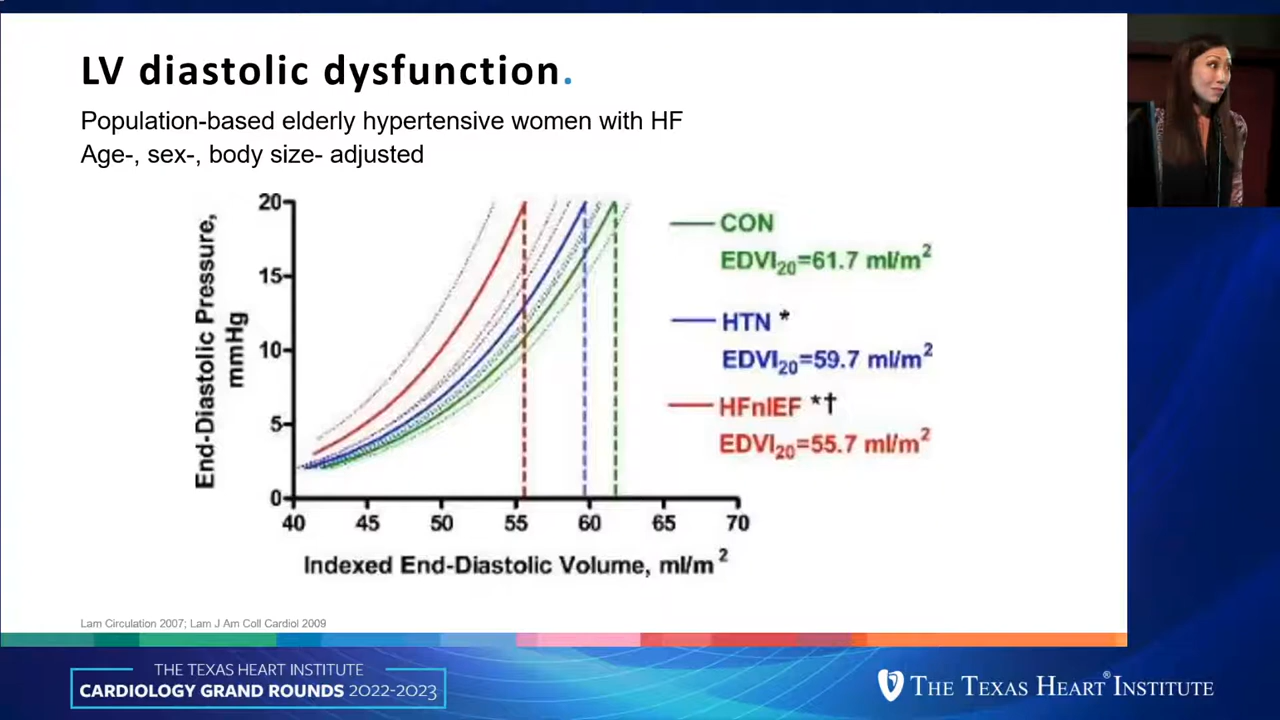 LV diastolic dysfunction.
Population-based elderly hypertensive women with HF
Age-, sex-, body size- adjusted
End-Diastolic Pressure,
mmHg
20
15
10
5
0
40 45 50 55 60 65 70
Indexed End-Diastolic Volume, ml/m²
CON
EDVI₂₀=61.7 ml/m²
HTN *
EDVI₂₀=59.7 ml/m²
HFnlEF *†
EDVI₂₀=55.7 ml/m²
Lam Circulation 2007; Lam J Am Coll Cardiol 2009
THE TEXAS HEART INSTITUTE
CARDIOLOGY GRAND ROUNDS 2022-2023
THE TEXAS HEART® INSTITUTE